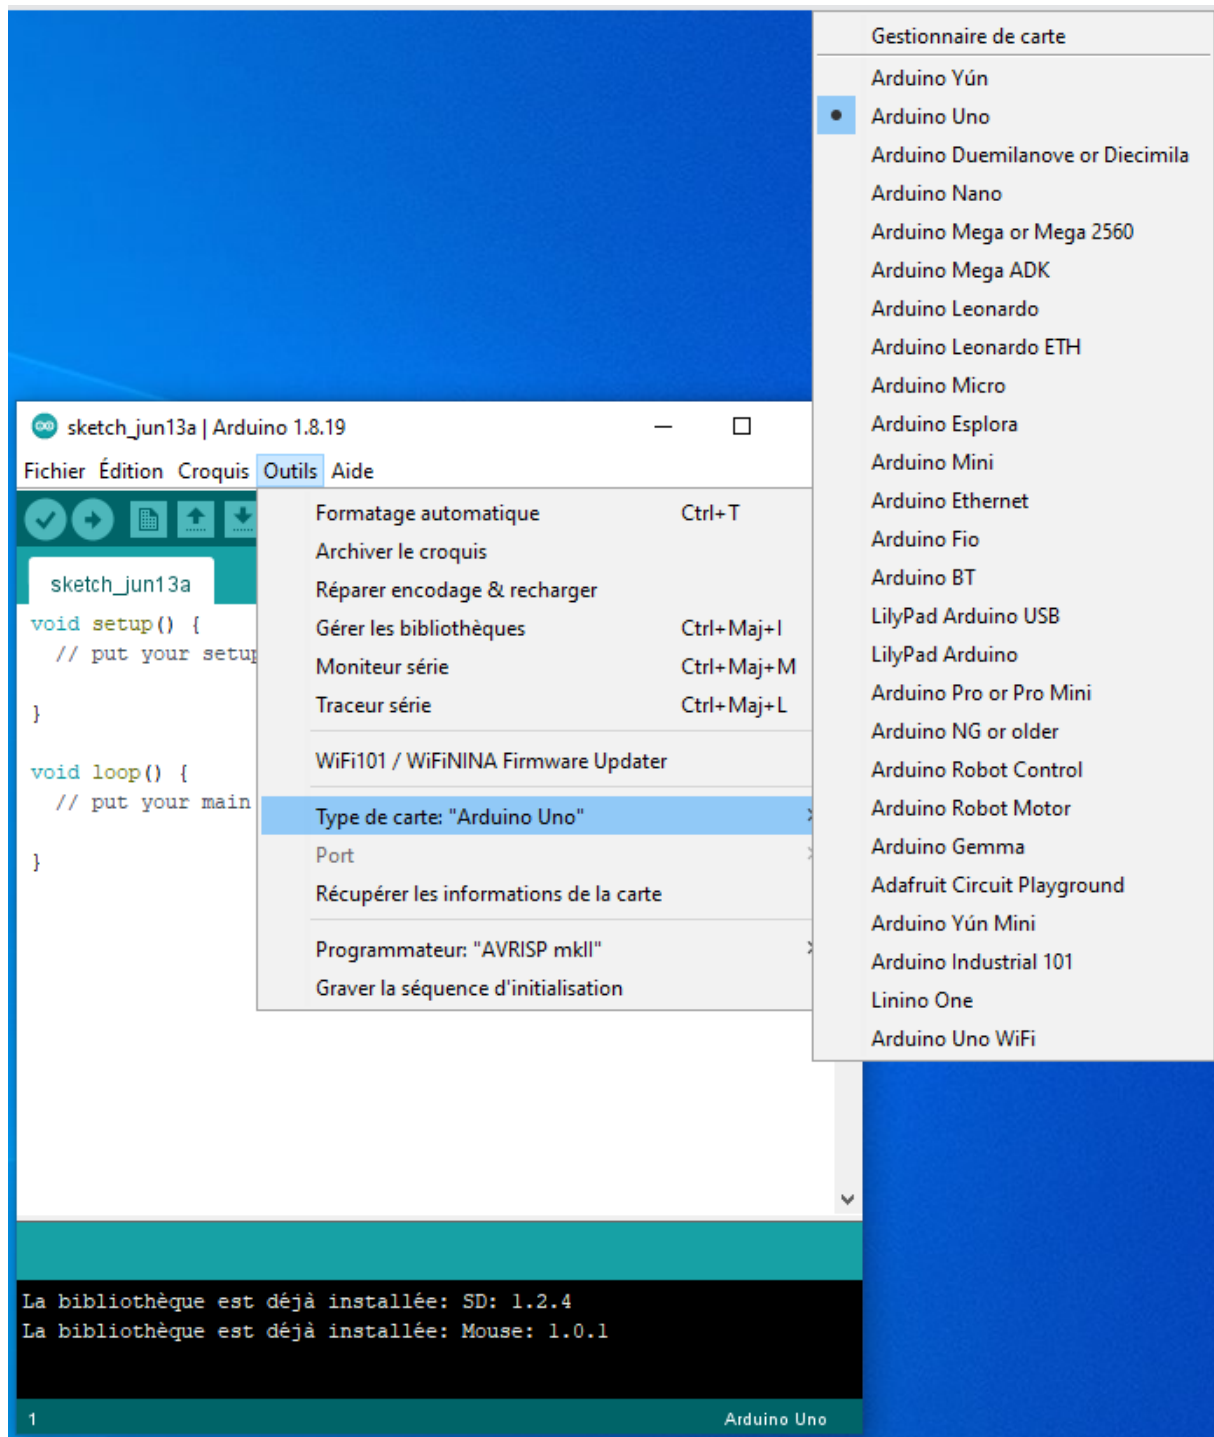 Gestionnaire de carte
Arduino Yún
Arduino Uno
Arduino Duemilanove or Diecimila
Arduino Nano
Arduino Mega or Mega 2560
Arduino Mega ADK
Arduino Leonardo
Arduino Leonardo ETH
Arduino Micro
Arduino Esplora
Arduino Mini
Arduino Ethernet
Arduino Fio
Arduino BT
LilyPad Arduino USB
LilyPad Arduino
Arduino Pro or Pro Mini
Arduino NG or older
Arduino Robot Control
Arduino Robot Motor
Arduino Gemma
Adafruit Circuit Playground
Arduino Yún Mini
Arduino Industrial 101
Linino One
Arduino Uno WiFi
sketch_jun13a | Arduino 1.8.19
Fichier Édition Croquis Outils Aide
Formatage automatique Ctrl+T
Archiver le croquis
Réparer encodage & recharger
Gérer les bibliothèques Ctrl+Maj+I
Moniteur série Ctrl+Maj+M
Traceur série Ctrl+Maj+L
WiFi101 / WiFiNINA Firmware Updater
Type de carte: "Arduino Uno"
Port
Récupérer les informations de la carte
Programmateur: "AVRISP mkII"
Graver la séquence d'initialisation
sketch_jun13a
void setup() {
// put your setup
}
void loop() {
// put your main
}
La bibliothèque est déjà installée: SD: 1.2.4
La bibliothèque est déjà installée: Mouse: 1.0.1
1 Arduino Uno